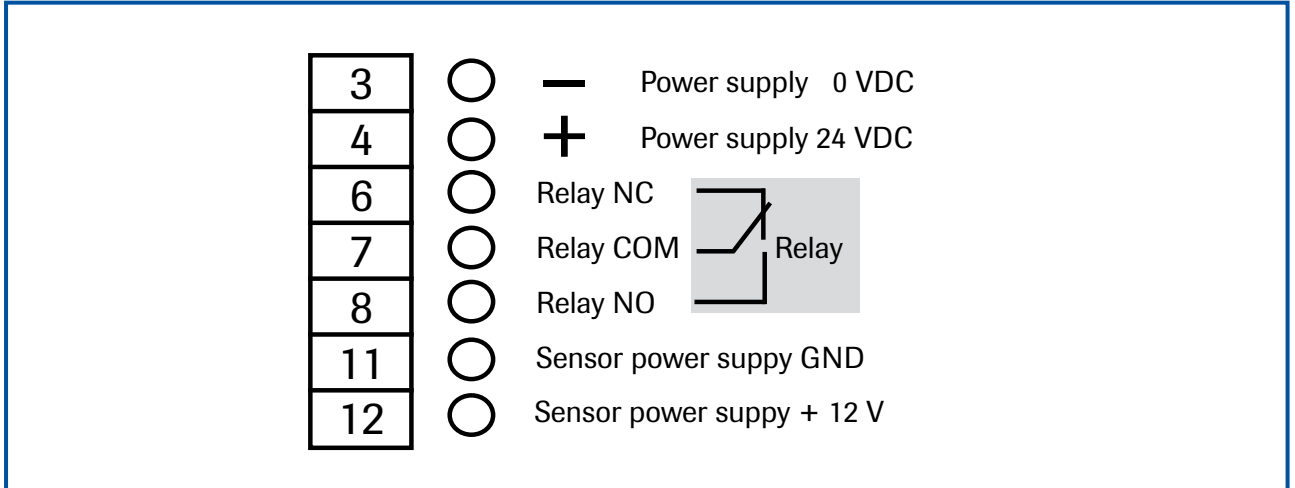 3 − Power supply 0 VDC
4 + Power supply 24 VDC
6 Relay NC
7 Relay COM Relay
8 Relay NO
11 Sensor power suppy GND
12 Sensor power suppy + 12 V